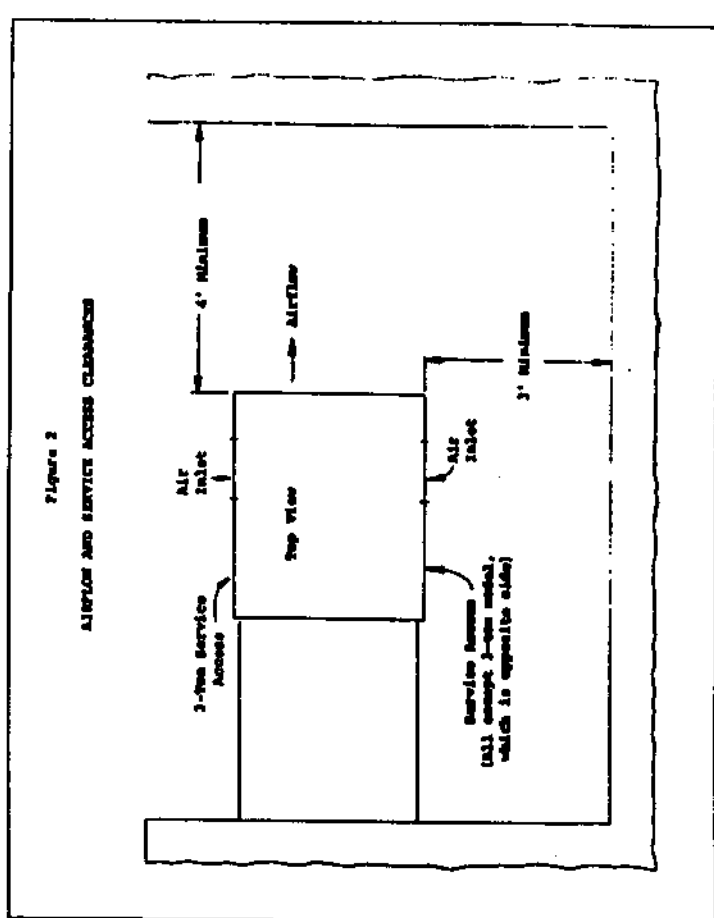 Figure 2
AIRFLOW AND SERVICE ACCESS CLEARANCES
4' Minimum
Airflow
3' Minimum
Air
Inlet
Top View
Air
Inlet
Service
Access
Service Access
(All except 3-ton model,
which is opposite side)